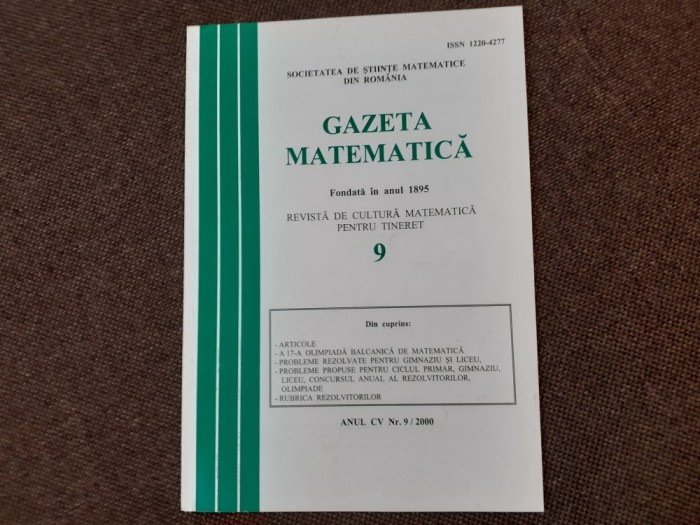 ISSN 1220-4277
SOCIETATEA DE ȘTIINȚE MATEMATICE
DIN ROMÂNIA
GAZETA
MATEMATICĂ
Fondată în anul 1895
REVISTĂ DE CULTURĂ MATEMATICĂ
PENTRU TINERET
9
Din cuprins:
- ARTICOLE
- A 17-A OLIMPIADĂ BALCANICĂ DE MATEMATICĂ
- PROBLEME REZOLVATE PENTRU GIMNAZIU ȘI LICEU,
- PROBLEME PROPUSE PENTRU CICLUL PRIMAR, GIMNAZIU,
LICEU, CONCURSUL ANUAL AL REZOLVITORILOR,
OLIMPIADE
- RUBRICA REZOLVITORILOR
ANUL CV Nr. 9 / 2000